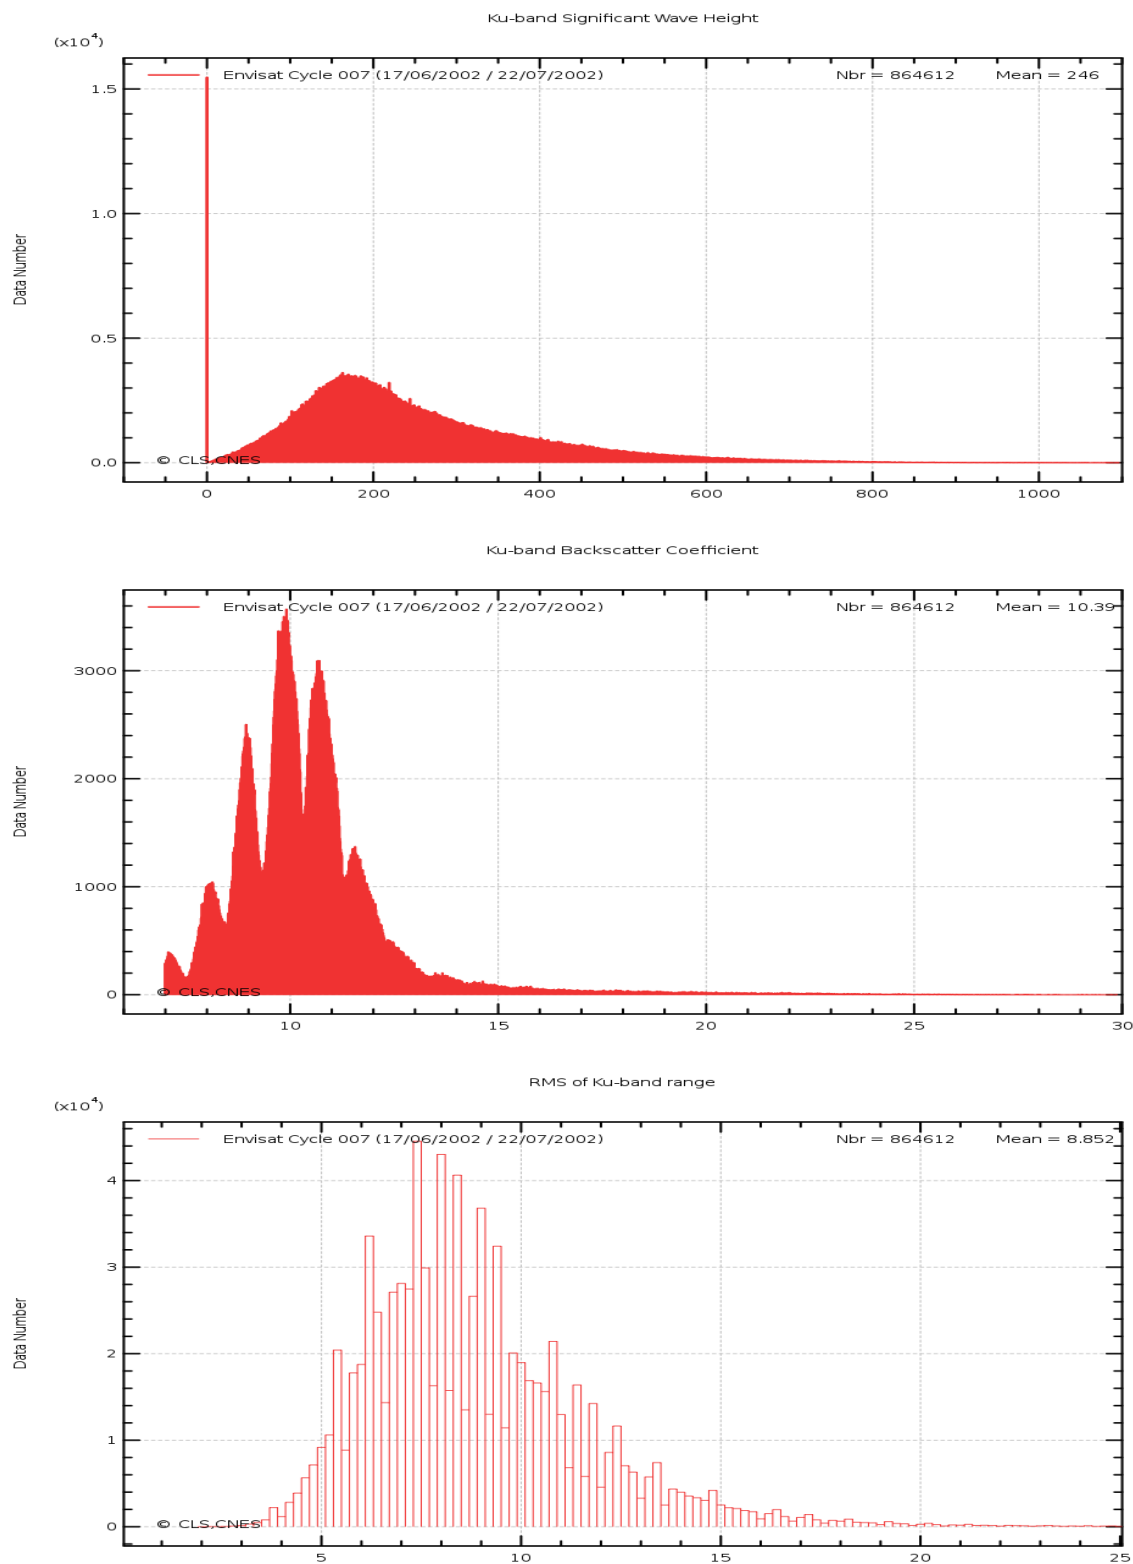 Ku-band Significant Wave Height
(x10⁴)
Envisat Cycle 007 (17/06/2002 / 22/07/2002) Nbr = 864612 Mean = 246
1.5
1.0
Data Number
0.5
0.0
© CLS,CNES
0 200 400 600 800 1000
Ku-band Backscatter Coefficient
Envisat Cycle 007 (17/06/2002 / 22/07/2002) Nbr = 864612 Mean = 10.39
3000
2000
Data Number
1000
0
© CLS,CNES
10 15 20 25 30
RMS of Ku-band range
(x10⁴)
Envisat Cycle 007 (17/06/2002 / 22/07/2002) Nbr = 864612 Mean = 8.852
4
3
Data Number
2
1
0
© CLS,CNES
5 10 15 20 25